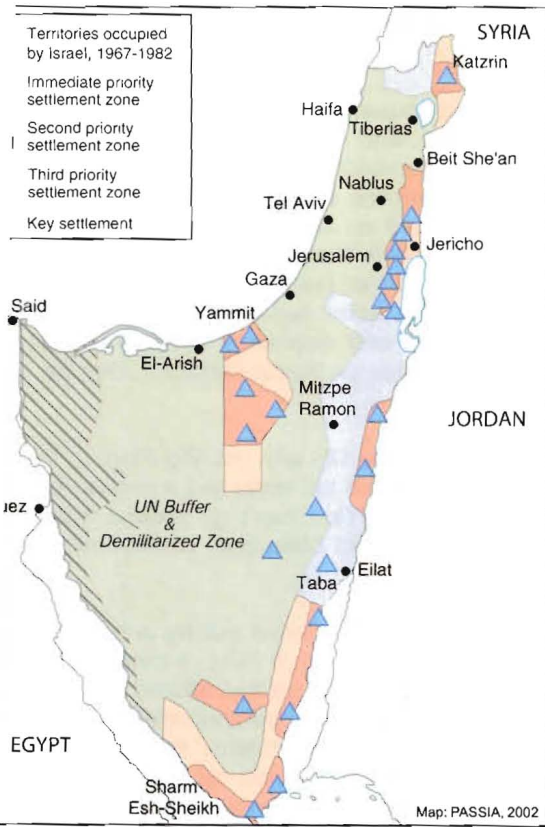 Territories occupied
by Israel, 1967-1982
Immediate priority
settlement zone
Second priority
settlement zone
Third priority
settlement zone
Key settlement
SYRIA
Katzrin
Haifa
Tiberias
Beit She'an
Nablus
Tel Aviv
Jericho
Jerusalem
Gaza
Yammit
Said
El-Arish
Mitzpe
Ramon
JORDAN
UN Buffer
&
Demilitarized Zone
uez
Eilat
Taba
EGYPT
Sharm
Esh-Sheikh
Map: PASSIA, 2002